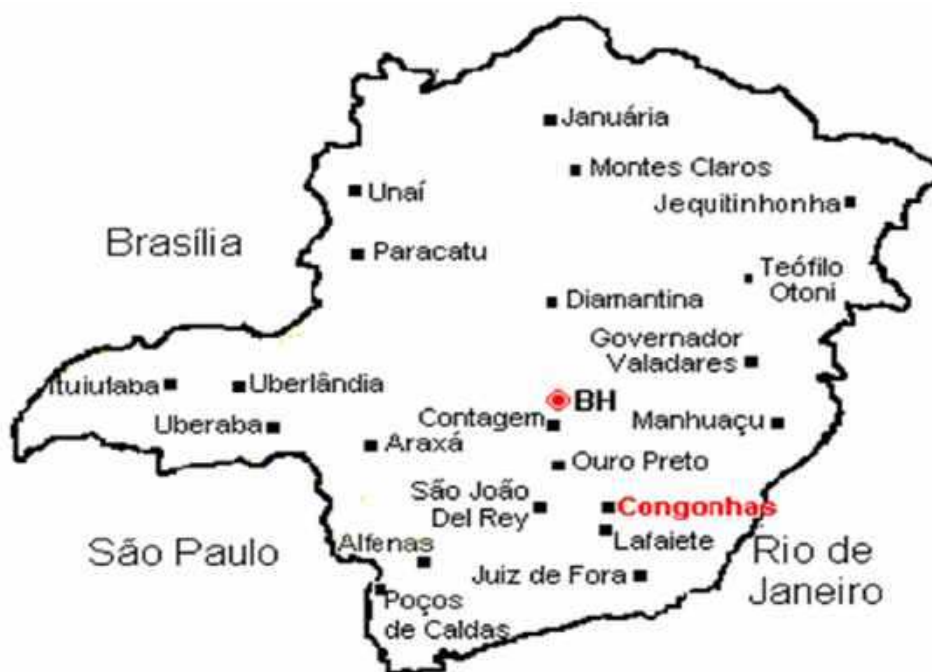 Januária
Montes Claros
Unaí
Jequitinhonha
Brasília
Paracatu
Teófilo
Otoni
Diamantina
Governador
Valadares
Ituiutaba
Uberlândia
BH
Uberaba
Contagem
Manhuaçu
Araxá
Ouro Preto
São João
Del Rey
Congonhas
São Paulo
Alfenas
Lafaiete
Rio de
Janeiro
Juiz de Fora
Poços
de Caldas